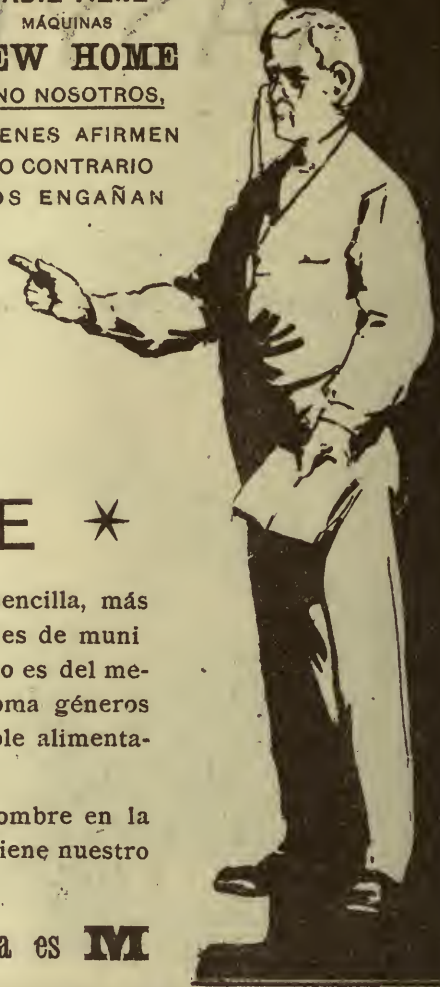 MÁQUINAS
EW HOME
NO NOSOTROS,
ENES AFIRMEN
O CONTRARIO
OS ENGAÑAN
E *
encilla, más
es de muni
o es del me-
oma géneros
ple alimenta-
ombre en la
iene nuestro
a es M